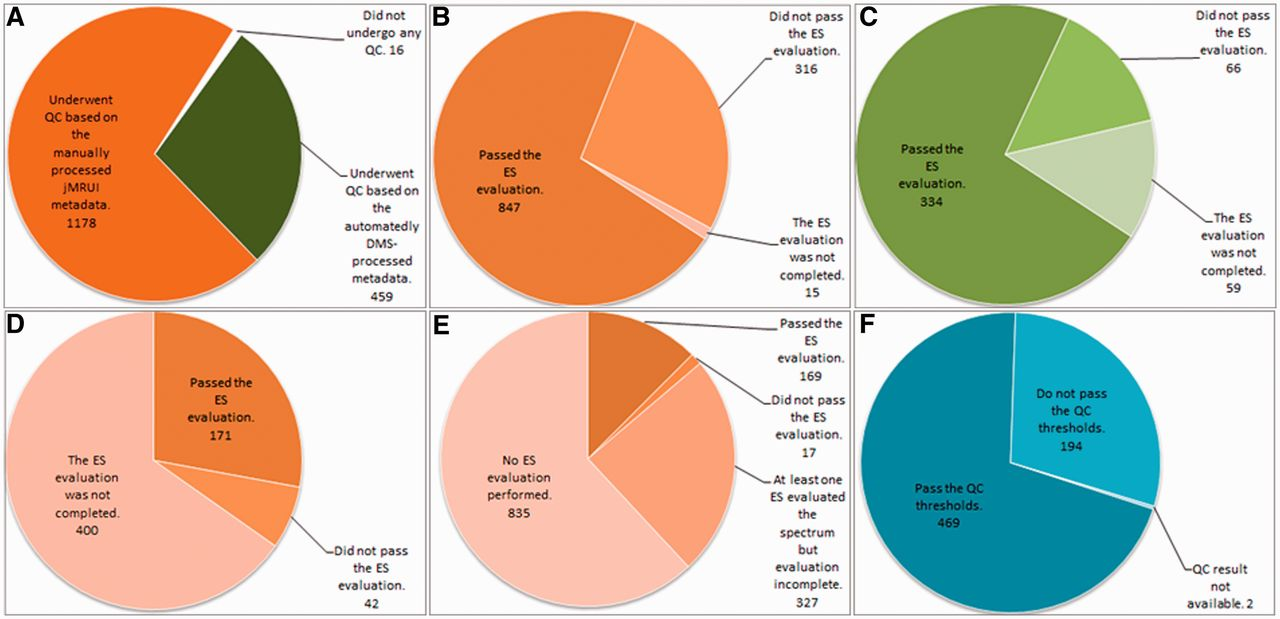 A
Did not
undergo any
QC. 16
Underwent
QC based on
the
manually
processed
jMRUI
metadata.
1178
Underwent
QC based on
the
automatedly
DMS-
processed
metadata.
459
B
Did not pass
the ES
evaluation.
316
Passed the
ES
evaluation.
847
The ES
evaluation
was not
completed.
15
C
Did not pass
the ES
evaluation.
66
Passed the
ES
evaluation.
334
The ES
evaluation
was not
completed.
59
D
Passed the
ES
evaluation.
171
The ES
evaluation
was not
completed.
400
Did not pass
the ES
evaluation.
42
E
Passed the
ES
evaluation.
169
Did not pass
the ES
evaluation.
17
No ES
evaluation
performed.
835
At least one
ES evaluated
the
spectrum
but
evaluation
incomplete.
327
F
Do not pass
the QC
thresholds.
194
Pass the QC
thresholds.
469
QC result
not
available. 2